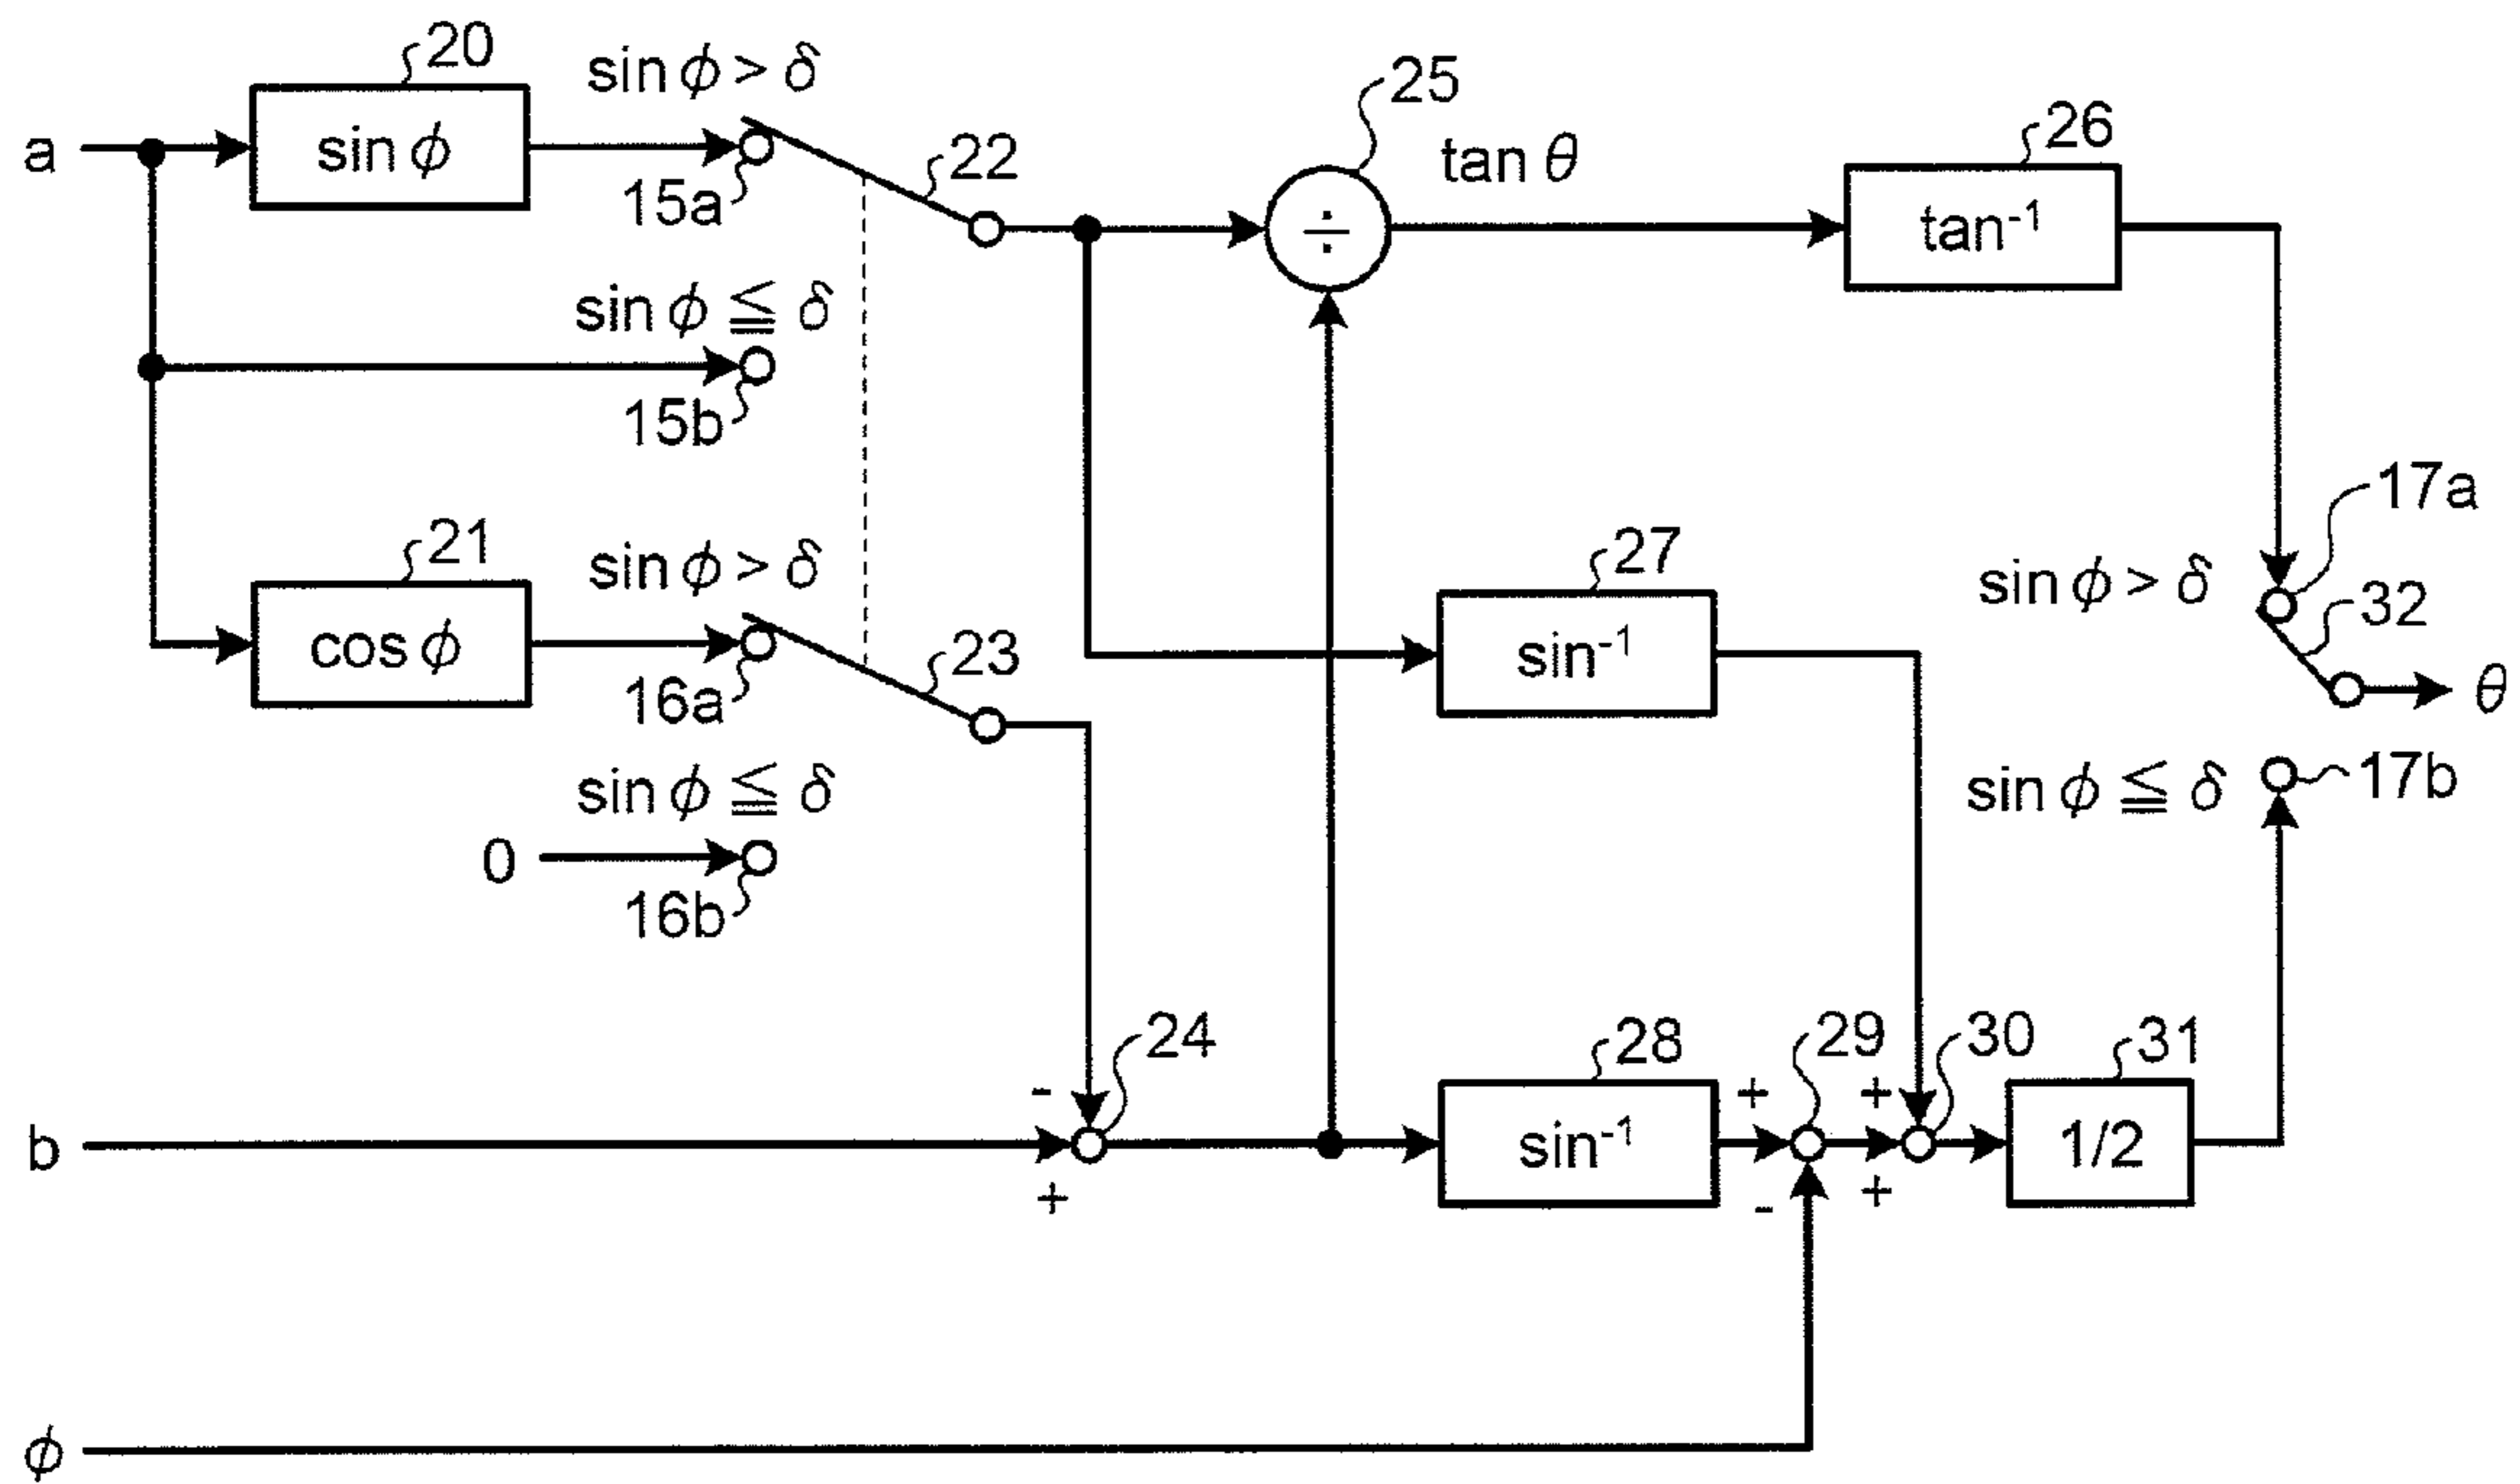 20
sin ϕ > δ
25
a
sin ϕ
15a
22
÷
tan θ
26
tan⁻¹
sin ϕ ≦ δ
15b
17a
21
sin ϕ > δ
27
sin ϕ > δ
32
cos ϕ
16a
23
sin⁻¹
θ
sin ϕ ≦ δ
sin ϕ ≦ δ
17b
0
16b
24
28
29
30
31
-
+
+
b
sin⁻¹
1/2
+
-
+
ϕ